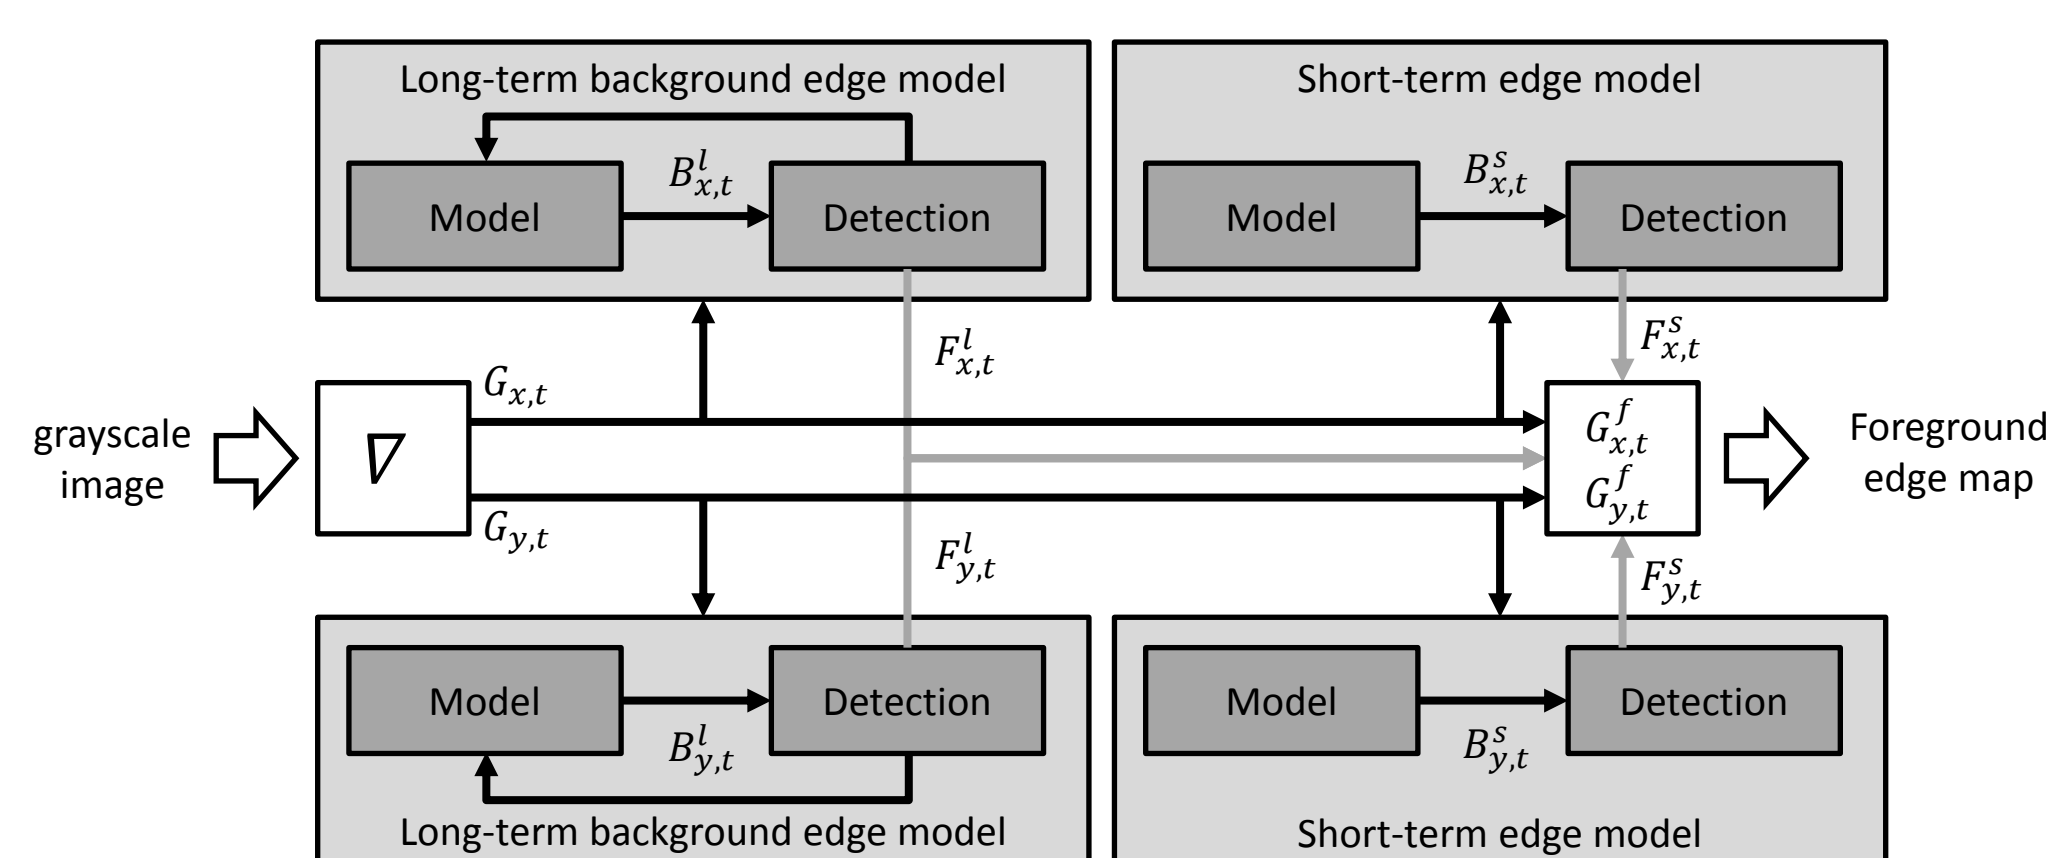 Long-term background edge model
Short-term edge model
B^l_{x,t}
B^s_{x,t}
Model
Detection
Model
Detection
F^l_{x,t}
F^s_{x,t}
G_{x,t}
grayscale
image
∇
G^f_{x,t}
G^f_{y,t}
Foreground
edge map
G_{y,t}
F^l_{y,t}
F^s_{y,t}
Model
Detection
Model
Detection
B^l_{y,t}
B^s_{y,t}
Long-term background edge model
Short-term edge model